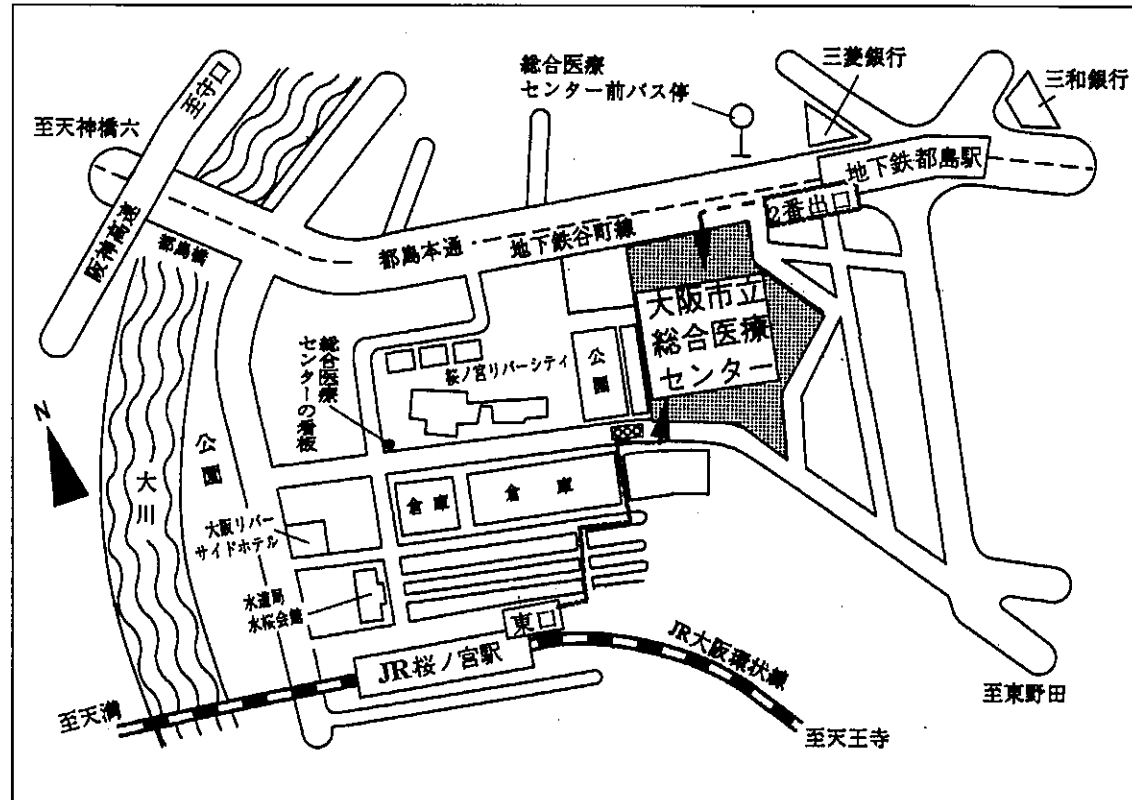 総合医療
センター前バス停
三菱銀行
三和銀行
至守口
至天神橋六
阪神高速
都島橋
都島本通
地下鉄谷町線
地下鉄都島駅
2番出口
大阪市立
総合医療
センター
総合医療
センターの看板
桜ノ宮リバーシティ
公園
N
大川
公園
倉庫
倉庫
大阪リバー
サイドホテル
水道局
水桜会館
東口
JR桜ノ宮駅
JR大阪環状線
至天満
至天王寺
至東野田